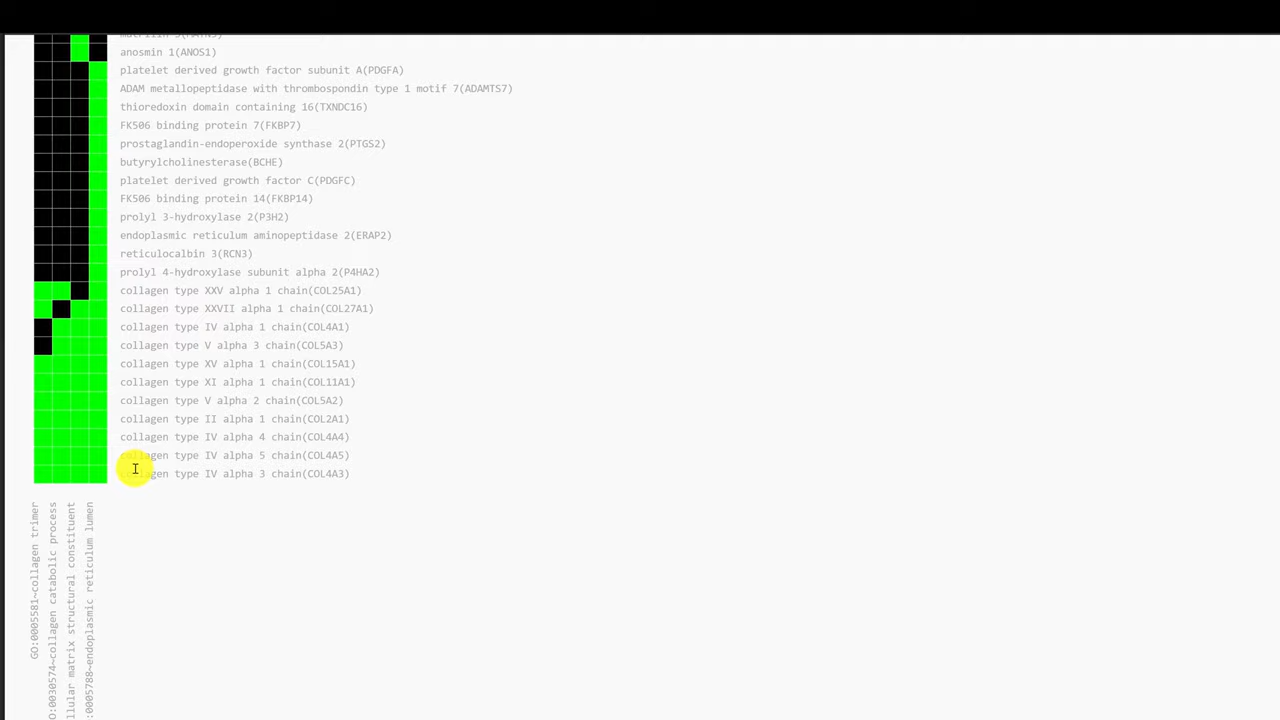 anosmin 1(ANOS1)
platelet derived growth factor subunit A(PDGFA)
ADAM metallopeptidase with thrombospondin type 1 motif 7(ADAMTS7)
thioredoxin domain containing 16(TXNDC16)
FK506 binding protein 7(FKBP7)
prostaglandin-endoperoxide synthase 2(PTGS2)
butyrylcholinesterase(BCHE)
platelet derived growth factor C(PDGFC)
FK506 binding protein 14(FKBP14)
prolyl 3-hydroxylase 2(P3H2)
endoplasmic reticulum aminopeptidase 2(ERAP2)
reticulocalbin 3(RCN3)
prolyl 4-hydroxylase subunit alpha 2(P4HA2)
collagen type XXV alpha 1 chain(COL25A1)
collagen type XXVII alpha 1 chain(COL27A1)
collagen type IV alpha 1 chain(COL4A1)
collagen type V alpha 3 chain(COL5A3)
collagen type XV alpha 1 chain(COL15A1)
collagen type XI alpha 1 chain(COL11A1)
collagen type V alpha 2 chain(COL5A2)
collagen type II alpha 1 chain(COL2A1)
collagen type IV alpha 4 chain(COL4A4)
collagen type IV alpha 5 chain(COL4A5)
collagen type IV alpha 3 chain(COL4A3)
GO:0005581~collagen trimer
O:0030574~collagen catabolic process
llular matrix structural constituent
:0005788~endoplasmic reticulum lumen